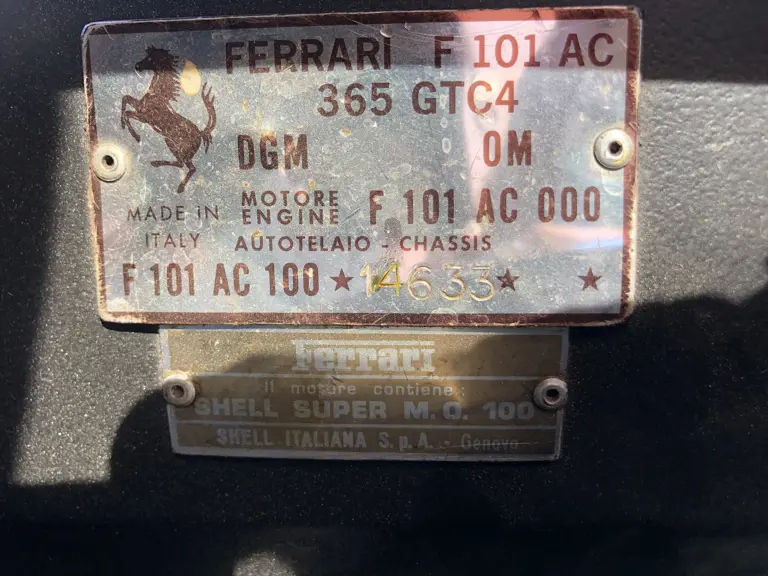 FERRARI F 101 AC
365 GTC4
DGM OM
MOTORE
ENGINE F 101 AC 000
MADE IN
ITALY
AUTOTELAIO - CHASSIS
F 101 AC 100 ★ 14633 ★ ★
Ferrari
Il motore contiene:
SHELL SUPER M.O. 100
SHELL ITALIANA S.p.A. - Genova